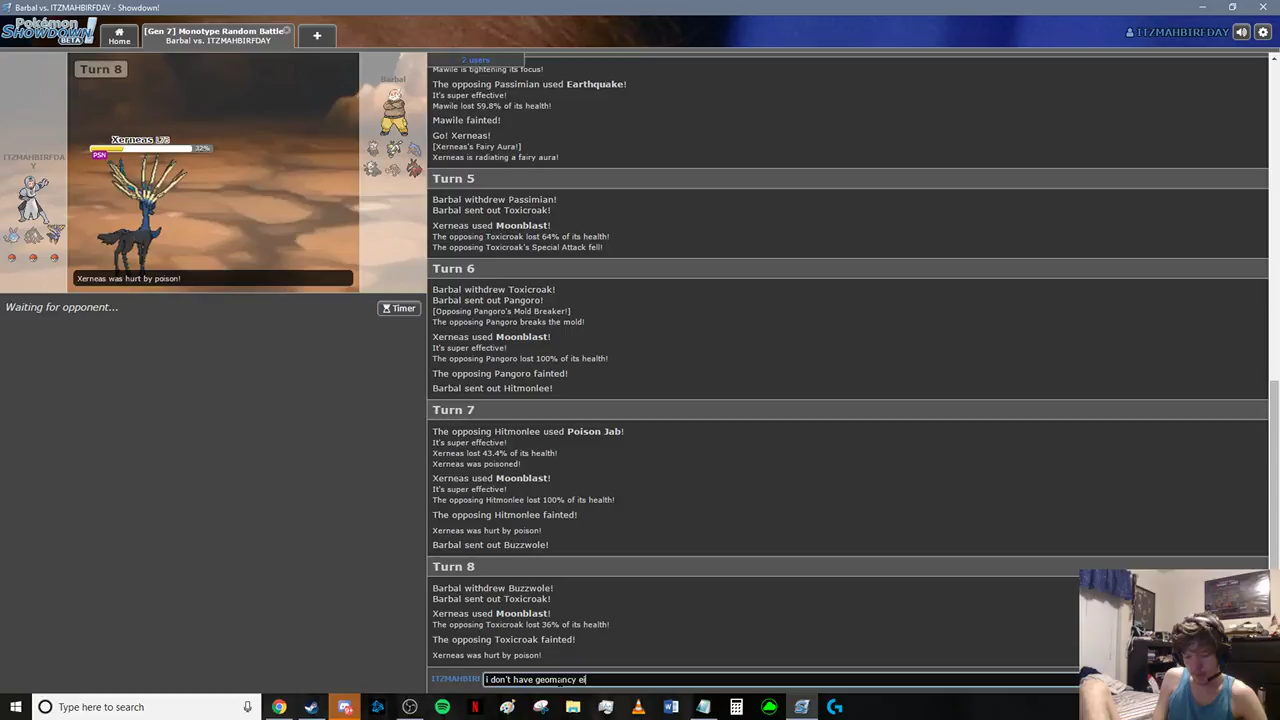 Barbal vs. ITZMAHBIRFDAY - Showdown!
Pokémon
SHOWDOWN!
BETA
Home
[Gen 7] Monotype Random Battle
Barbal vs. ITZMAHBIRFDAY
+
ITZMAHBIRFDAY
Turn 8
Barbal
Xerneas L73
32%
PSN
ITZMAHBIRFDA
Y
Xerneas was hurt by poison!
Waiting for opponent...
Timer
2 users
Mawile is tightening its focus!
The opposing Passimian used Earthquake!
It's super effective!
Mawile lost 59.8% of its health!
Mawile fainted!
Go! Xerneas!
[Xerneas's Fairy Aura!]
Xerneas is radiating a fairy aura!
Turn 5
Barbal withdrew Passimian!
Barbal sent out Toxicroak!
Xerneas used Moonblast!
The opposing Toxicroak lost 64% of its health!
The opposing Toxicroak's Special Attack fell!
Turn 6
Barbal withdrew Toxicroak!
Barbal sent out Pangoro!
[Opposing Pangoro's Mold Breaker!]
The opposing Pangoro breaks the mold!
Xerneas used Moonblast!
It's super effective!
The opposing Pangoro lost 100% of its health!
The opposing Pangoro fainted!
Barbal sent out Hitmonlee!
Turn 7
The opposing Hitmonlee used Poison Jab!
It's super effective!
Xerneas lost 43.4% of its health!
Xerneas was poisoned!
Xerneas used Moonblast!
It's super effective!
The opposing Hitmonlee lost 100% of its health!
The opposing Hitmonlee fainted!
Xerneas was hurt by poison!
Barbal sent out Buzzwole!
Turn 8
Barbal withdrew Buzzwole!
Barbal sent out Toxicroak!
Xerneas used Moonblast!
The opposing Toxicroak lost 36% of its health!
The opposing Toxicroak fainted!
Xerneas was hurt by poison!
ITZMAHBIRF
i don't have geomancy ei
Type here to search